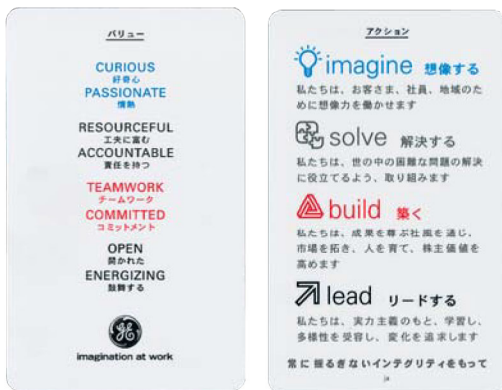 バリュー
CURIOUS
好奇心
PASSIONATE
情熱
RESOURCEFUL
工夫に富む
ACCOUNTABLE
責任を持つ
TEAMWORK
チームワーク
COMMITTED
コミットメント
OPEN
開かれた
ENERGIZING
鼓舞する
GE
imagination at work
アクション
imagine 想像する
私たちは、お客さま、社員、地域のた
めに想像力を働かせます
solve 解決する
私たちは、世の中の困難な問題の解決
に役立てるよう、取り組みます
build 築く
私たちは、成果を尊ぶ社風を通じ、
市場を拓き、人を育て、株主価値を
高めます
lead リードする
私たちは、実力主義のもと、学習し、
多様性を受容し、変化を追求します
常に揺るぎないインテグリティをもって
ja